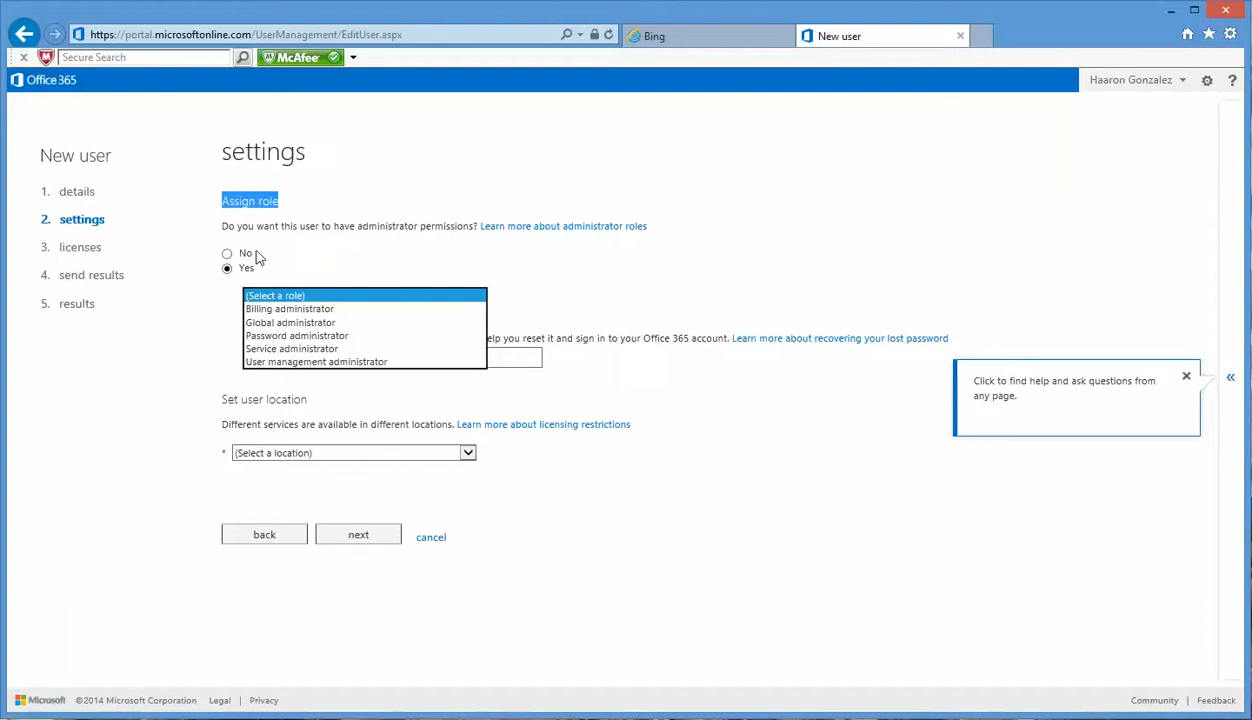 https://portal.microsoftonline.com/UserManagement/EditUser.aspx
Bing
New user
Secure Search
McAfee
Office 365
Haaron Gonzalez
?
New user
1. details
2. settings
3. licenses
4. send results
5. results
settings
Assign role
Do you want this user to have administrator permissions? Learn more about administrator roles
No
Yes
(Select a role)
Billing administrator
Global administrator
Password administrator
Service administrator
User management administrator
elp you reset it and sign in to your Office 365 account. Learn more about recovering your lost password
Set user location
Different services are available in different locations. Learn more about licensing restrictions
* (Select a location)
back
next
cancel
Click to find help and ask questions from
any page.
Microsoft
©2014 Microsoft Corporation
Legal
Privacy
Community
Feedback